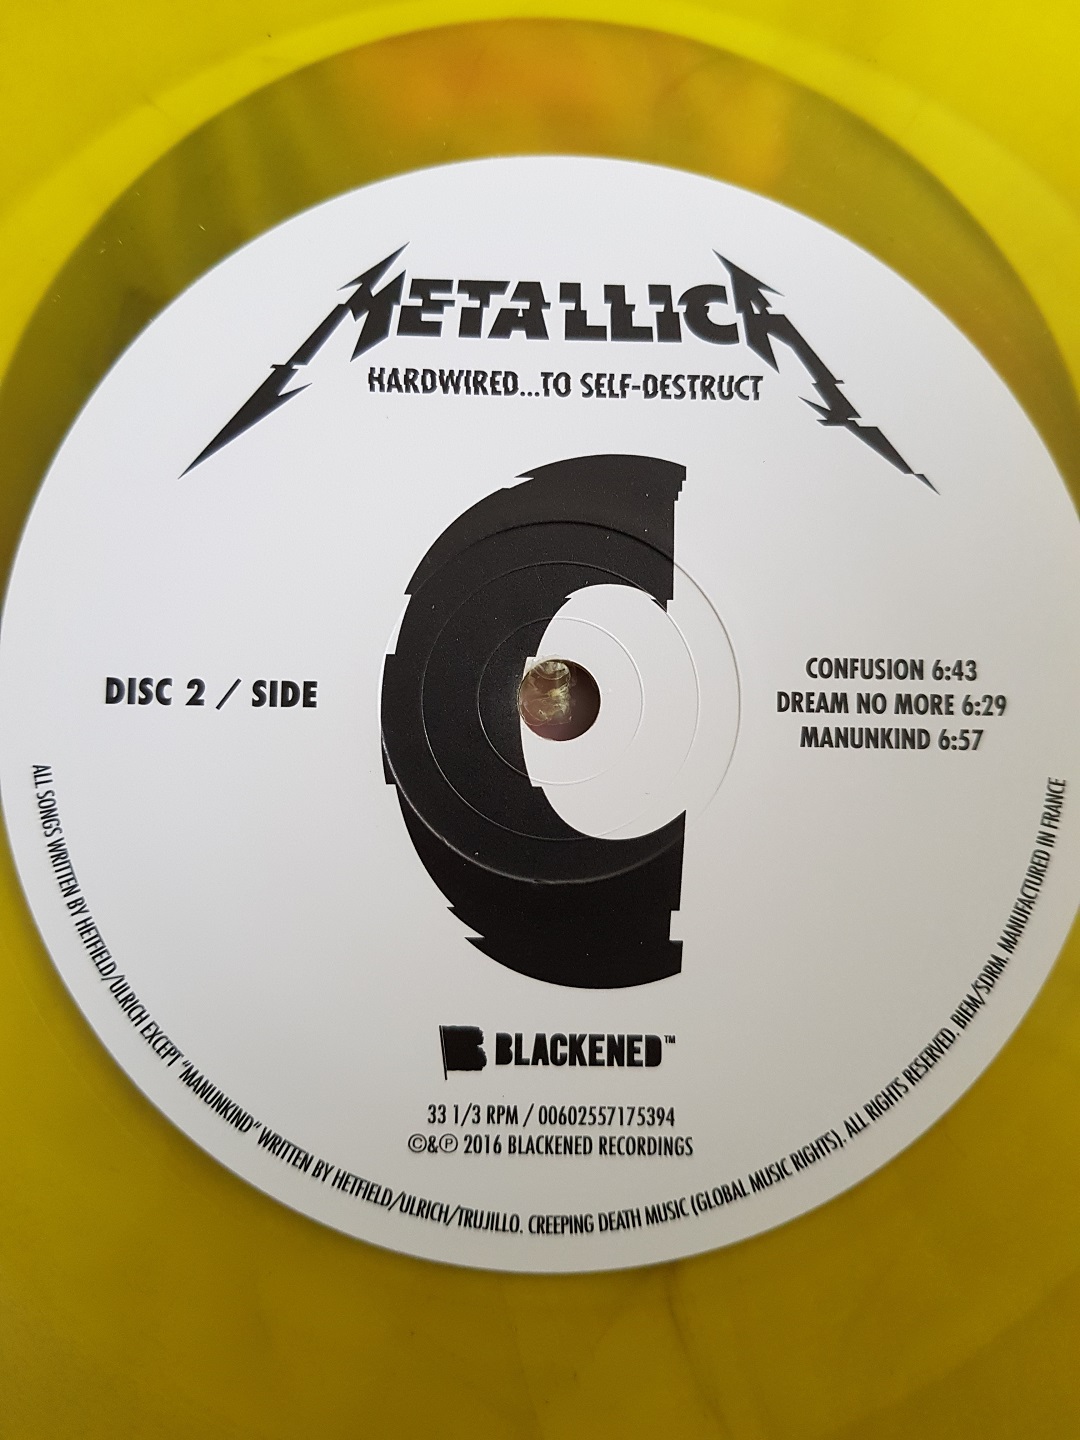 METALLICA
HARDWIRED...TO SELF-DESTRUCT
DISC 2 / SIDE
C
CONFUSION 6:43
DREAM NO MORE 6:29
MANUNKIND 6:57
BLACKENED™
33 1/3 RPM / 00602557175394
©&℗ 2016 BLACKENED RECORDINGS
ALL SONGS WRITTEN BY HETFIELD/ULRICH EXCEPT "MANUNKIND" WRITTEN BY HETFIELD/ULRICH/TRUJILLO. CREEPING DEATH MUSIC (GLOBAL MUSIC RIGHTS). ALL RIGHTS RESERVED. BIEM/SDRM. MANUFACTURED IN FRANCE